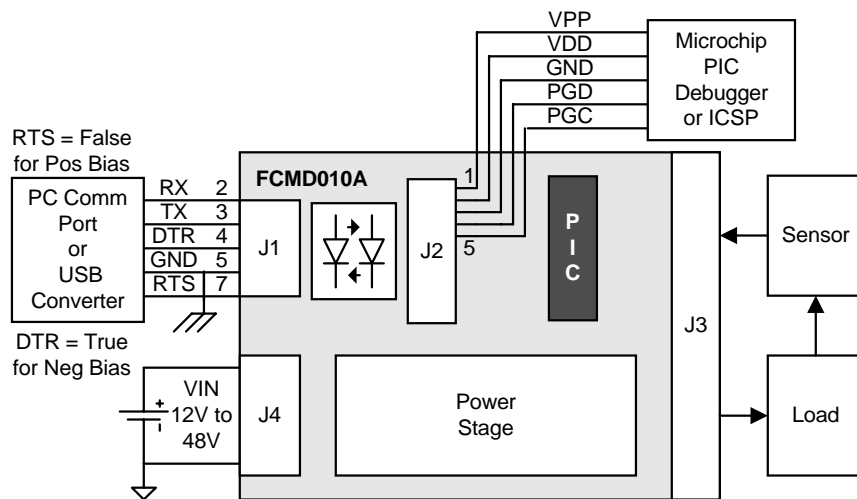 VPP
VDD
GND
PGD
PGC
Microchip
PIC
Debugger
or ICSP
RTS = False
for Pos Bias
PC Comm
Port
or
USB
Converter
RX 2
TX 3
DTR 4
GND 5
RTS 7
DTR = True
for Neg Bias
FCMD010A
J1
1
J2
5
P
I
C
J3
Sensor
Load
VIN
12V to
48V
+
-
J4
Power
Stage